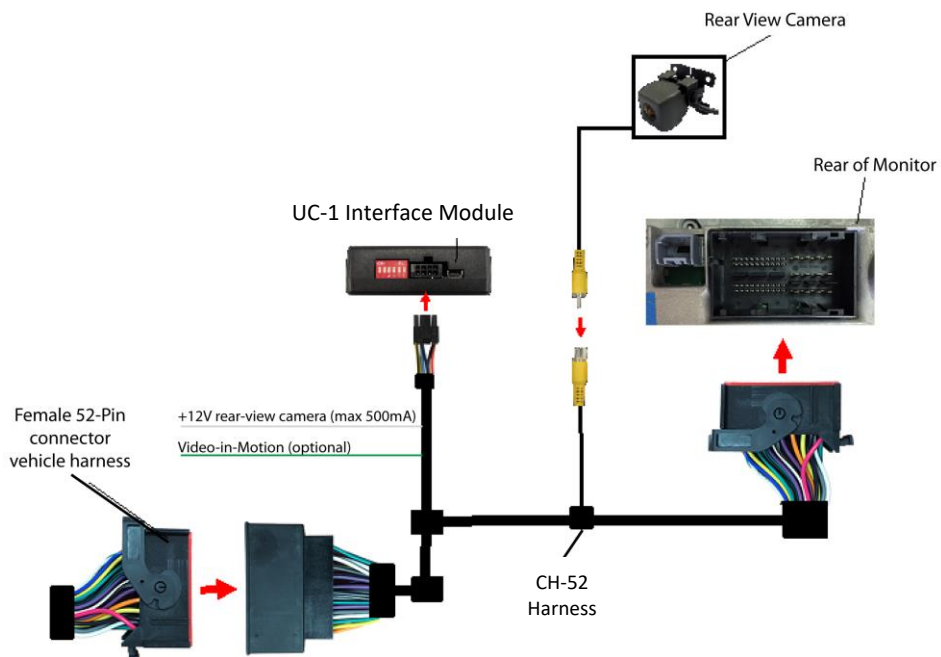 Rear View Camera
Rear of Monitor
UC-1 Interface Module
+12V rear-view camera (max 500mA)
Video-in-Motion (optional)
Female 52-Pin
connector
vehicle harness
CH-52
Harness